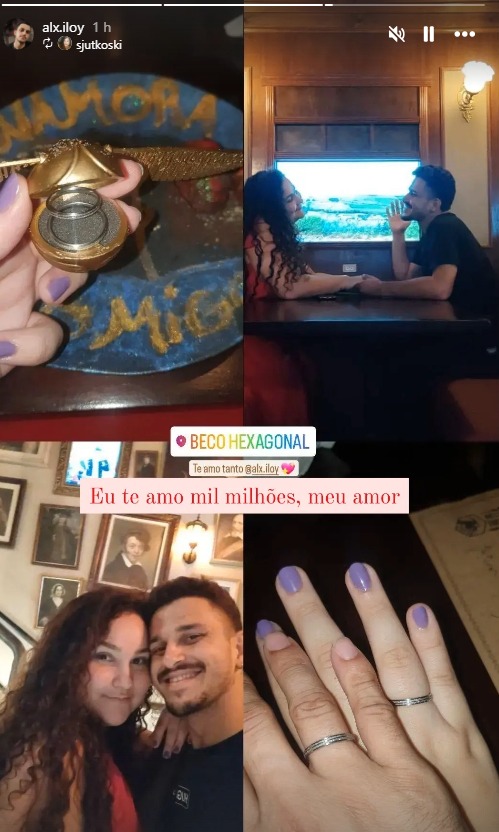 alx.iloy 1 h
sjutkoski
NAMORA
MIG
BECO HEXAGONAL
Te amo tanto @alx.iloy 💖
Eu te amo mil milhões, meu amor